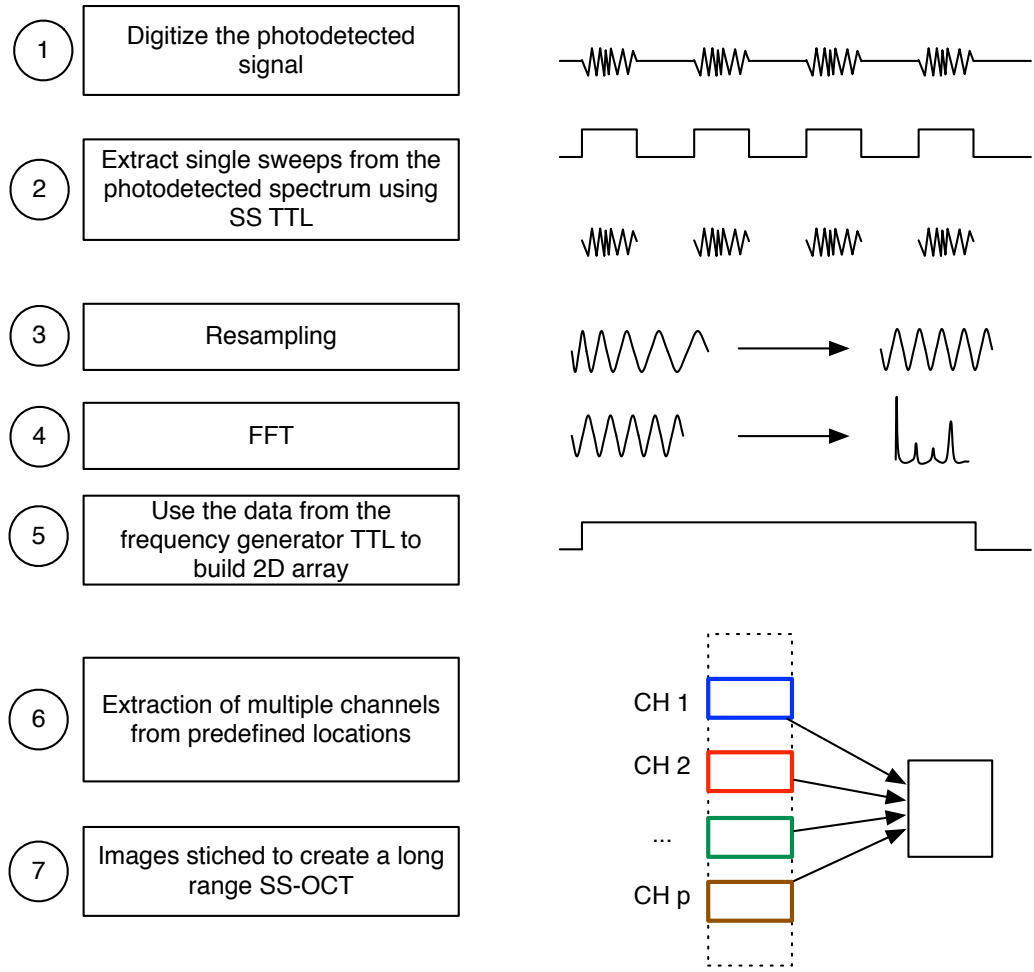 1
Digitize the photodetected
signal
2
Extract single sweeps from the
photodetected spectrum using
SS TTL
3
Resampling
4
FFT
5
Use the data from the
frequency generator TTL to
build 2D array
6
Extraction of multiple channels
from predefined locations
CH 1
CH 2
...
CH p
7
Images stiched to create a long
range SS-OCT